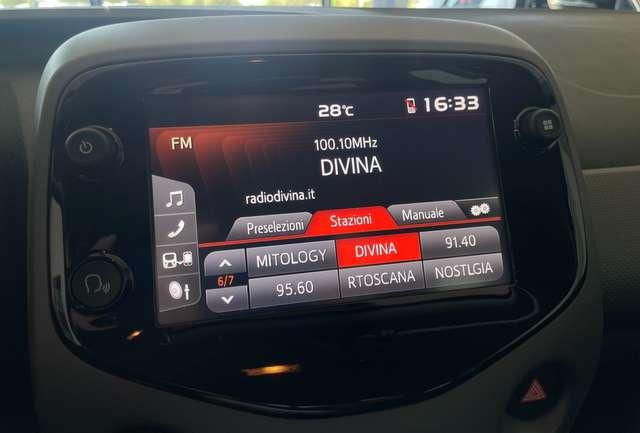 28°C 16:33
FM
100.10MHz
DIVINA
radiodivina.it
Preselezioni Stazioni Manuale
MITOLOGY DIVINA 91.40
6/7
95.60 RTOSCANA NOSTLGIA